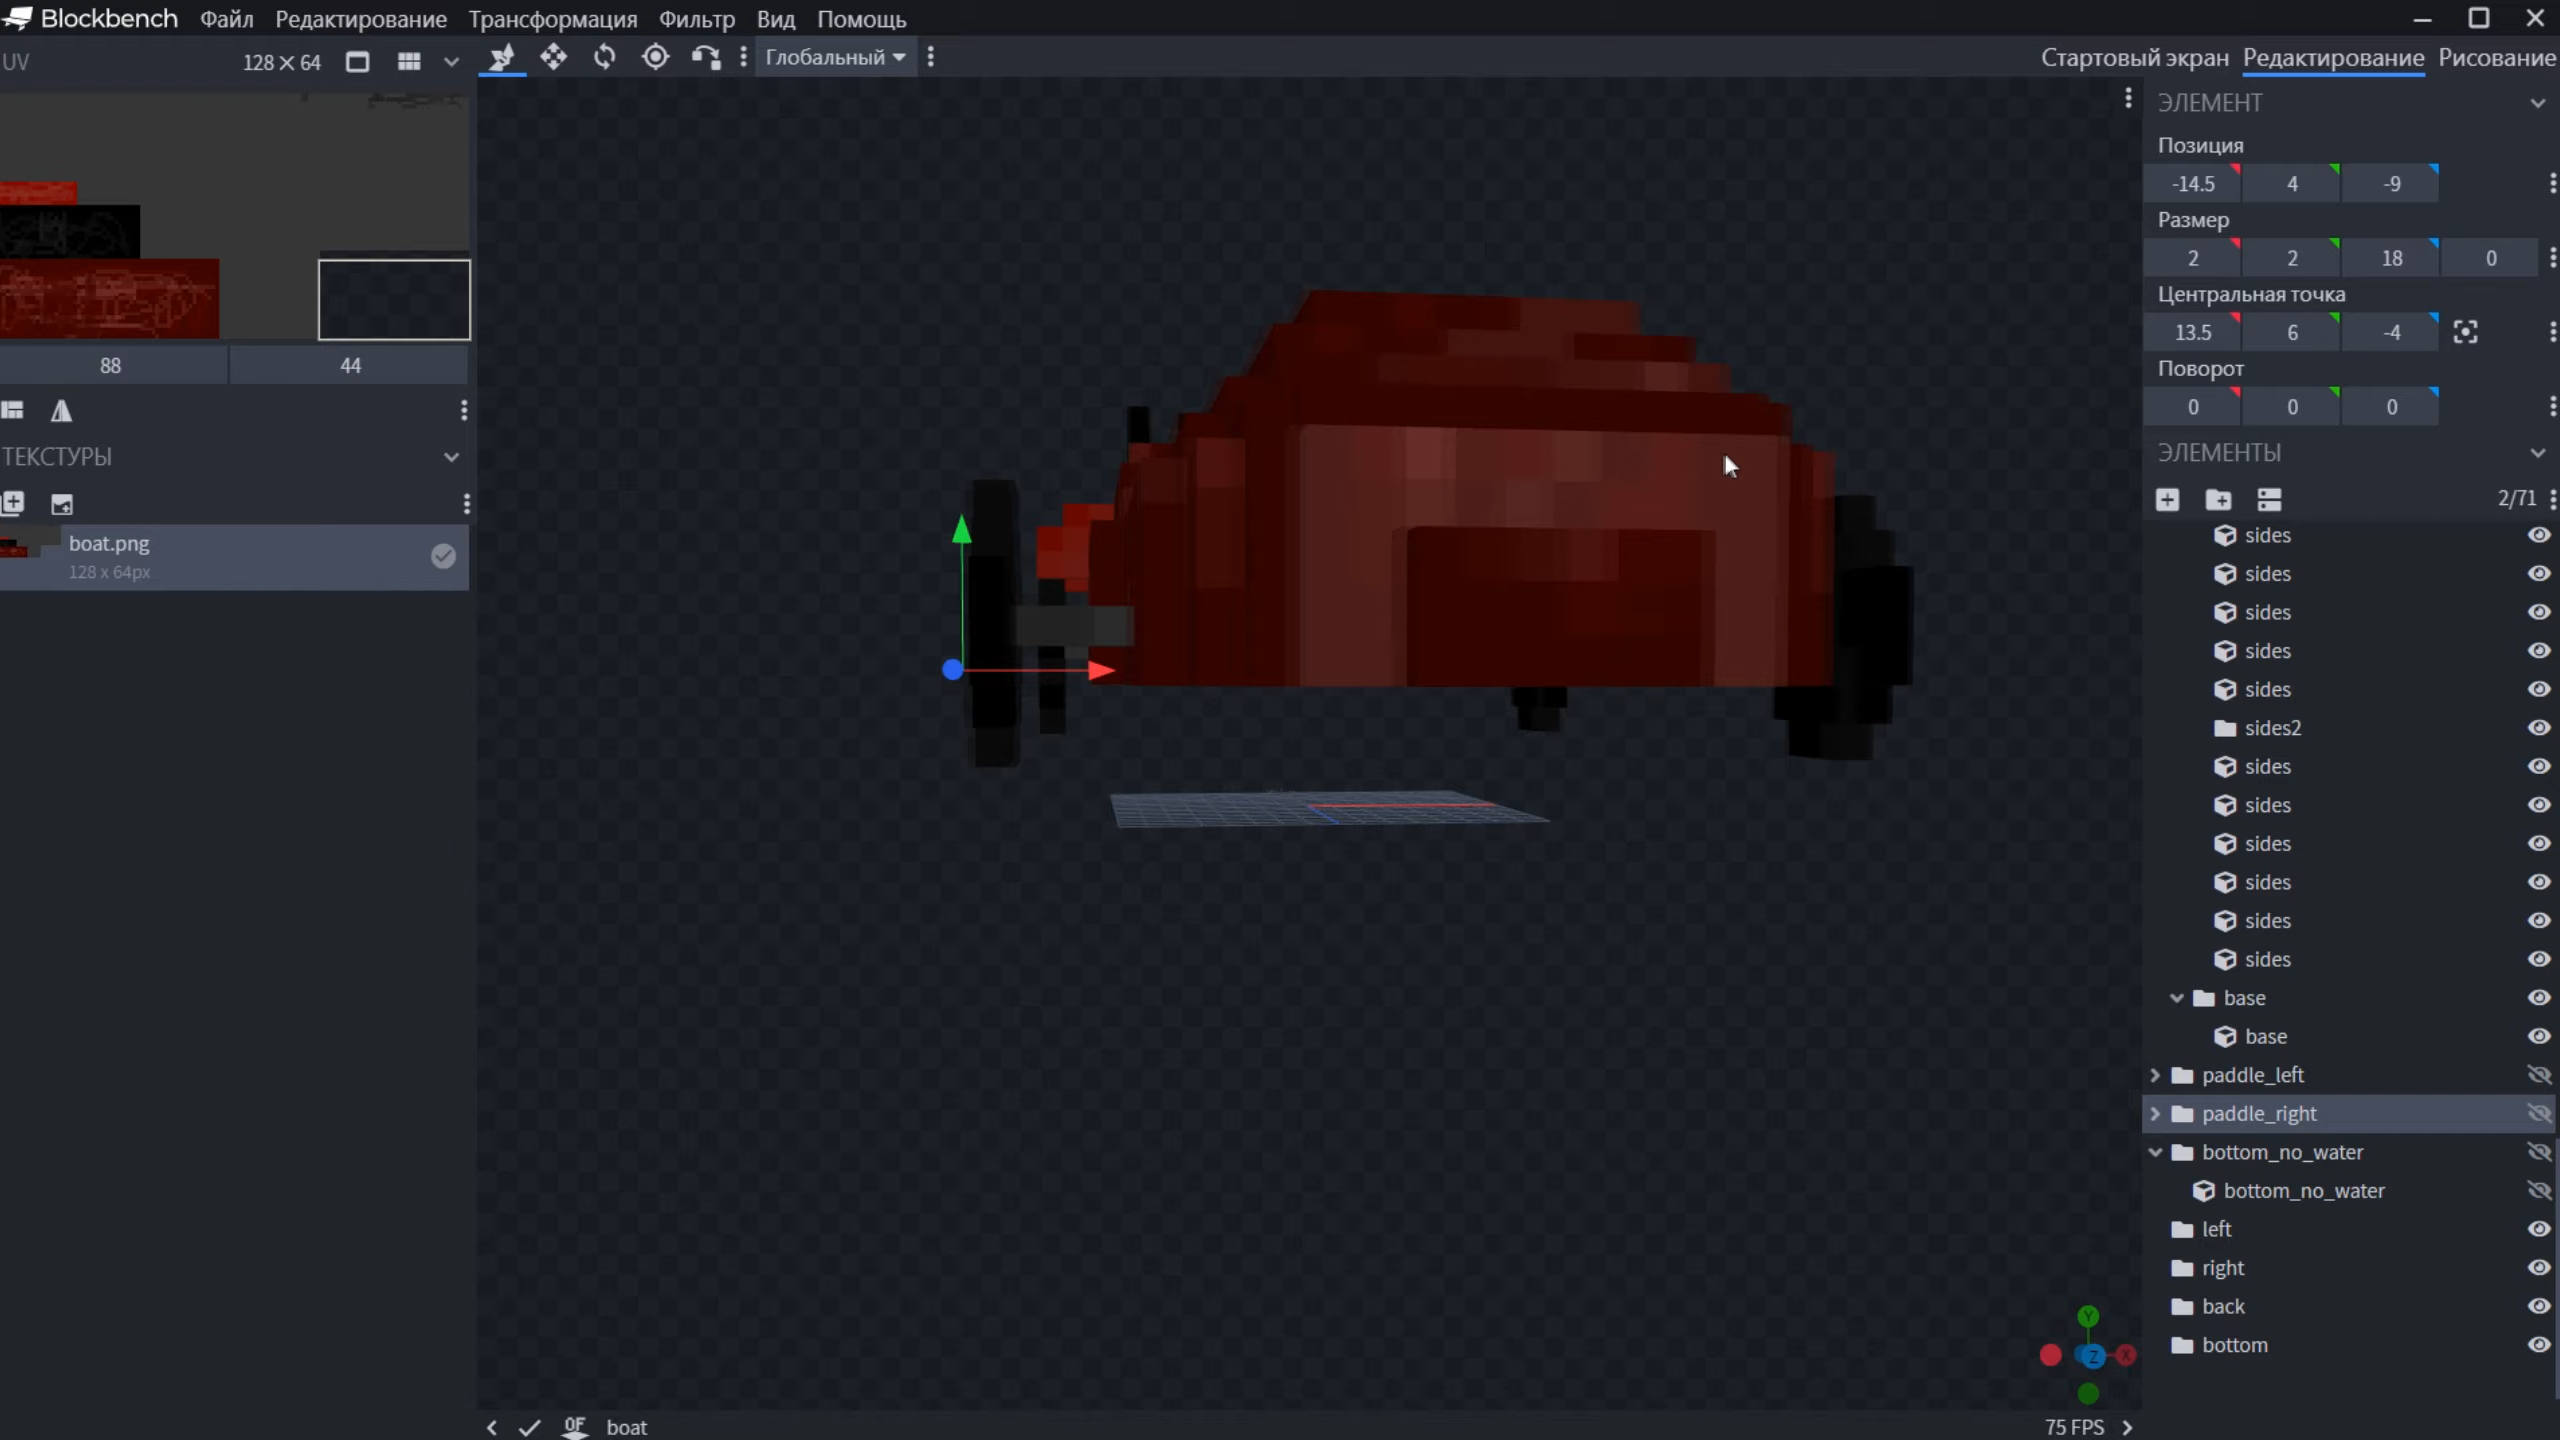 Blockbench Файл Редактирование Трансформация Фильтр Вид Помощь
UV 128 × 64 Глобальный Стартовый экран Редактирование Рисование
ЭЛЕМЕНТ
Позиция
-14.5 4 -9
Размер
2 2 18 0
Центральная точка
13.5 6 -4
Поворот
0 0 0
88 44
ТЕКСТУРЫ
boat.png
128 x 64px
ЭЛЕМЕНТЫ
2/71
sides
sides
sides
sides
sides
sides2
sides
sides
sides
sides
sides
sides
base
base
paddle_left
paddle_right
bottom_no_water
bottom_no_water
left
right
back
bottom
Y
Z X
OF boat 75 FPS